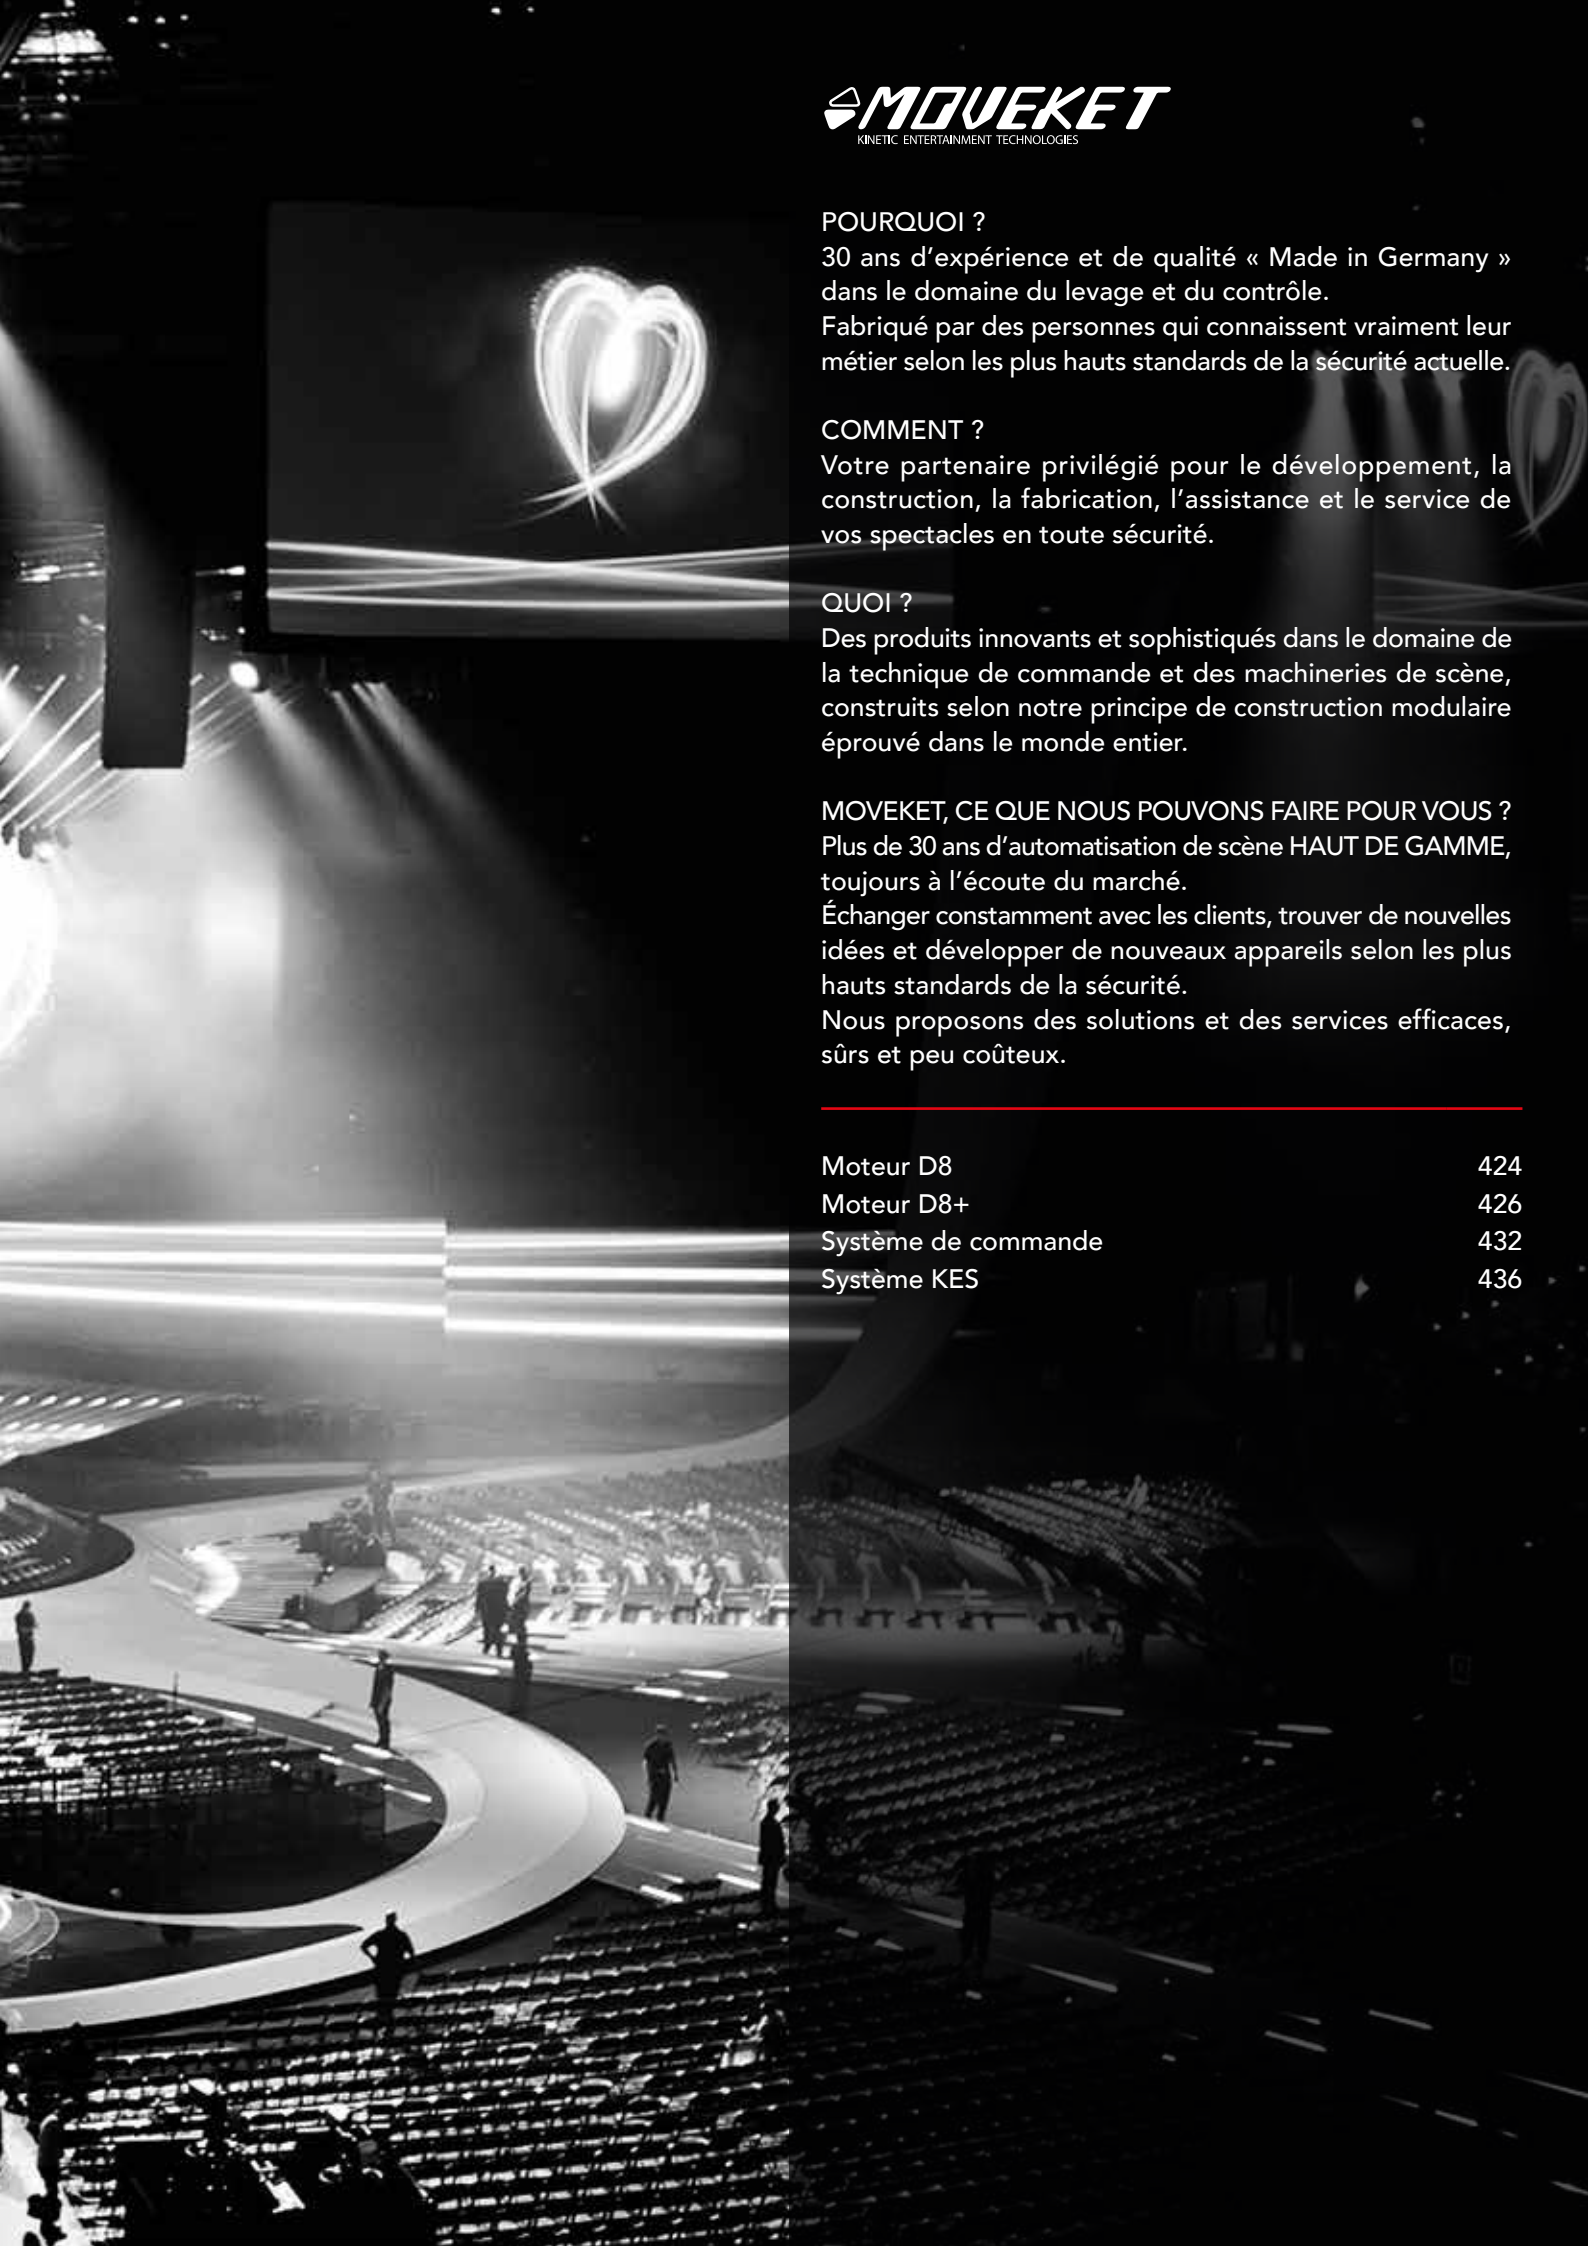 MOVEKET
KINETIC ENTERTAINMENT TECHNOLOGIES
POURQUOI ?
30 ans d’expérience et de qualité « Made in Germany »
dans le domaine du levage et du contrôle.
Fabriqué par des personnes qui connaissent vraiment leur
métier selon les plus hauts standards de la sécurité actuelle.
COMMENT ?
Votre partenaire privilégié pour le développement, la
construction, la fabrication, l’assistance et le service de
vos spectacles en toute sécurité.
QUOI ?
Des produits innovants et sophistiqués dans le domaine de
la technique de commande et des machineries de scène,
construits selon notre principe de construction modulaire
éprouvé dans le monde entier.
MOVEKET, CE QUE NOUS POUVONS FAIRE POUR VOUS ?
Plus de 30 ans d’automatisation de scène HAUT DE GAMME,
toujours à l’écoute du marché.
Échanger constamment avec les clients, trouver de nouvelles
idées et développer de nouveaux appareils selon les plus
hauts standards de la sécurité.
Nous proposons des solutions et des services efficaces,
sûrs et peu coûteux.
Moteur D8 424
Moteur D8+ 426
Système de commande 432
Système KES 436